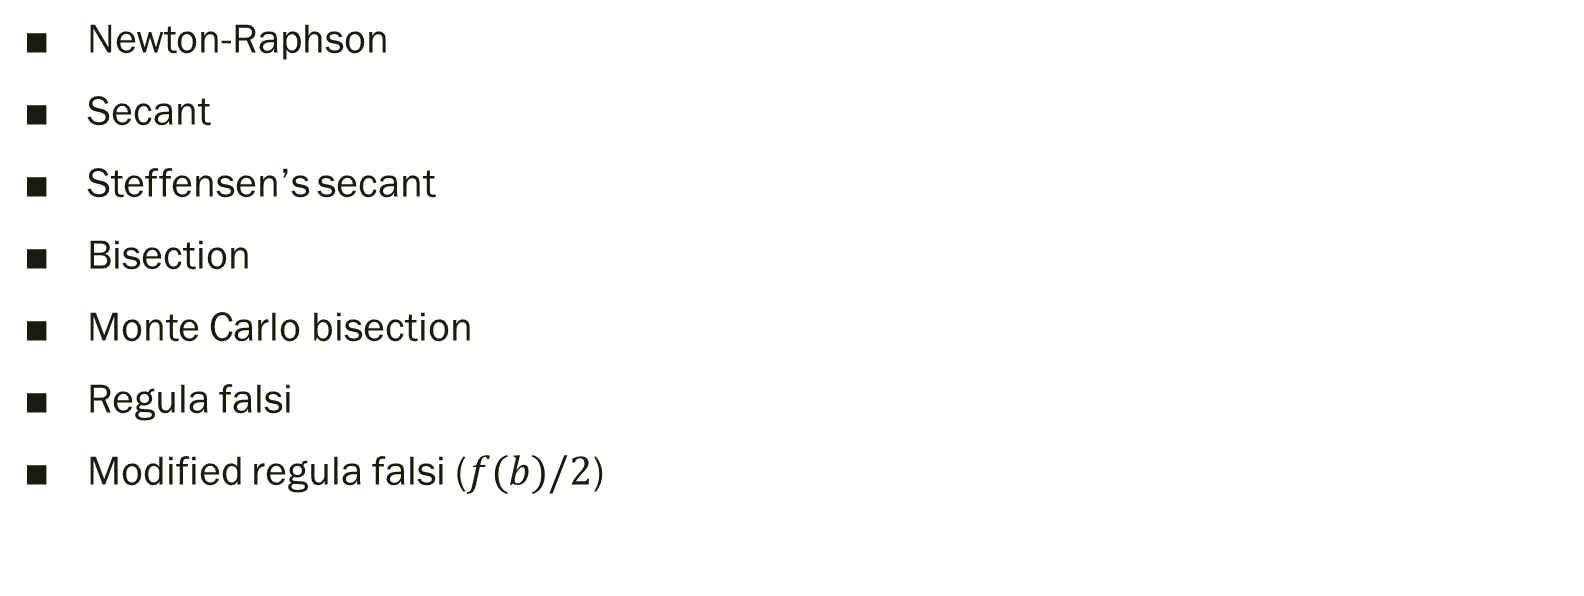 ■ Newton-Raphson
■ Secant
■ Steffensen’s secant
■ Bisection
■ Monte Carlo bisection
■ Regula falsi
■ Modified regula falsi (𝑓(𝑏)/2)